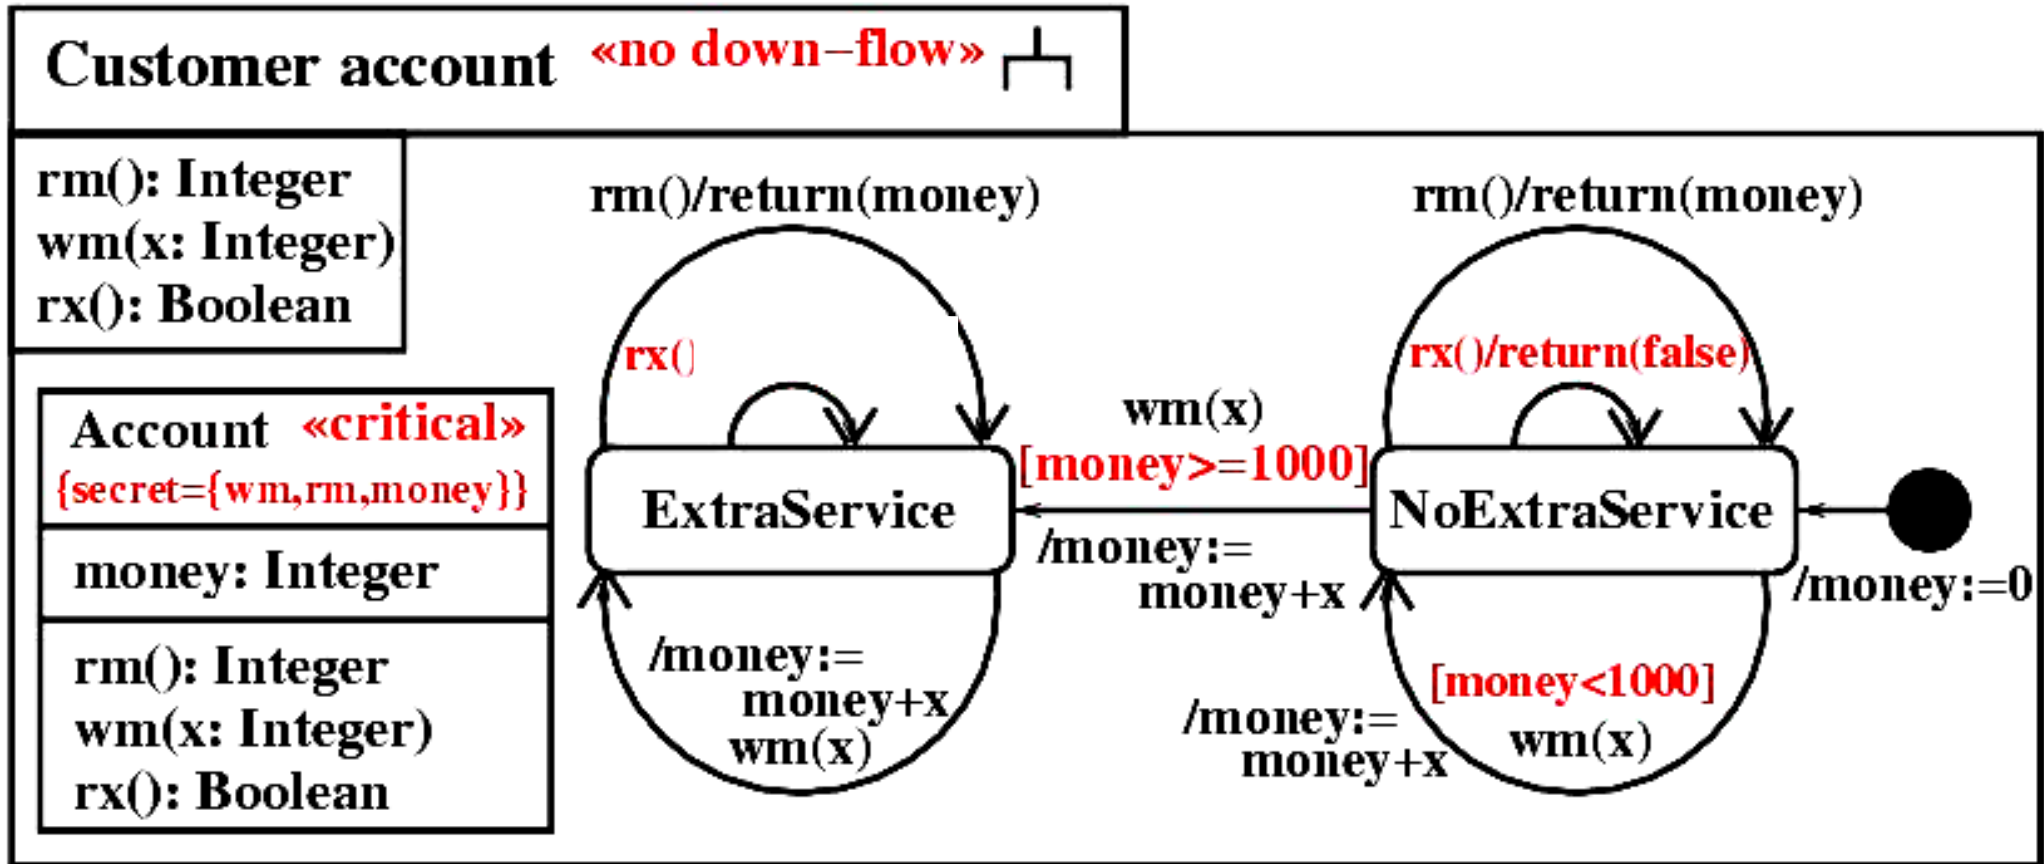 Customer account «no down–flow»
rm(): Integer
wm(x: Integer)
rx(): Boolean
Account «critical»
{secret={wm,rm,money}}
money: Integer
rm(): Integer
wm(x: Integer)
rx(): Boolean
rm()/return(money)
rx()
ExtraService
/money:=
money+x
wm(x)
wm(x)
[money>=1000]
/money:=
money+x
rm()/return(money)
rx()/return(false)
NoExtraService
[money<1000]
wm(x)
/money:=
money+x
/money:=0